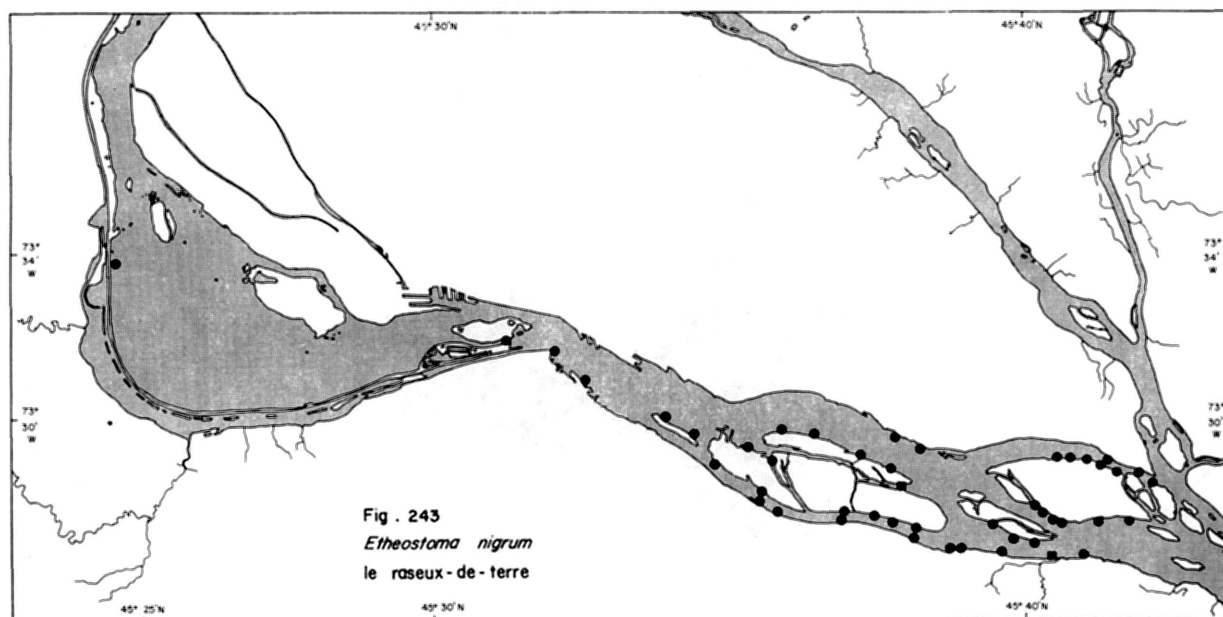 45° 30' N
45° 40' N
73°
34'
W
73°
34'
W
73°
30'
W
73°
30'
W
Fig. 243
Etheostoma nigrum
le raseux-de-terre
45° 25' N
45° 30' N
45° 40' N